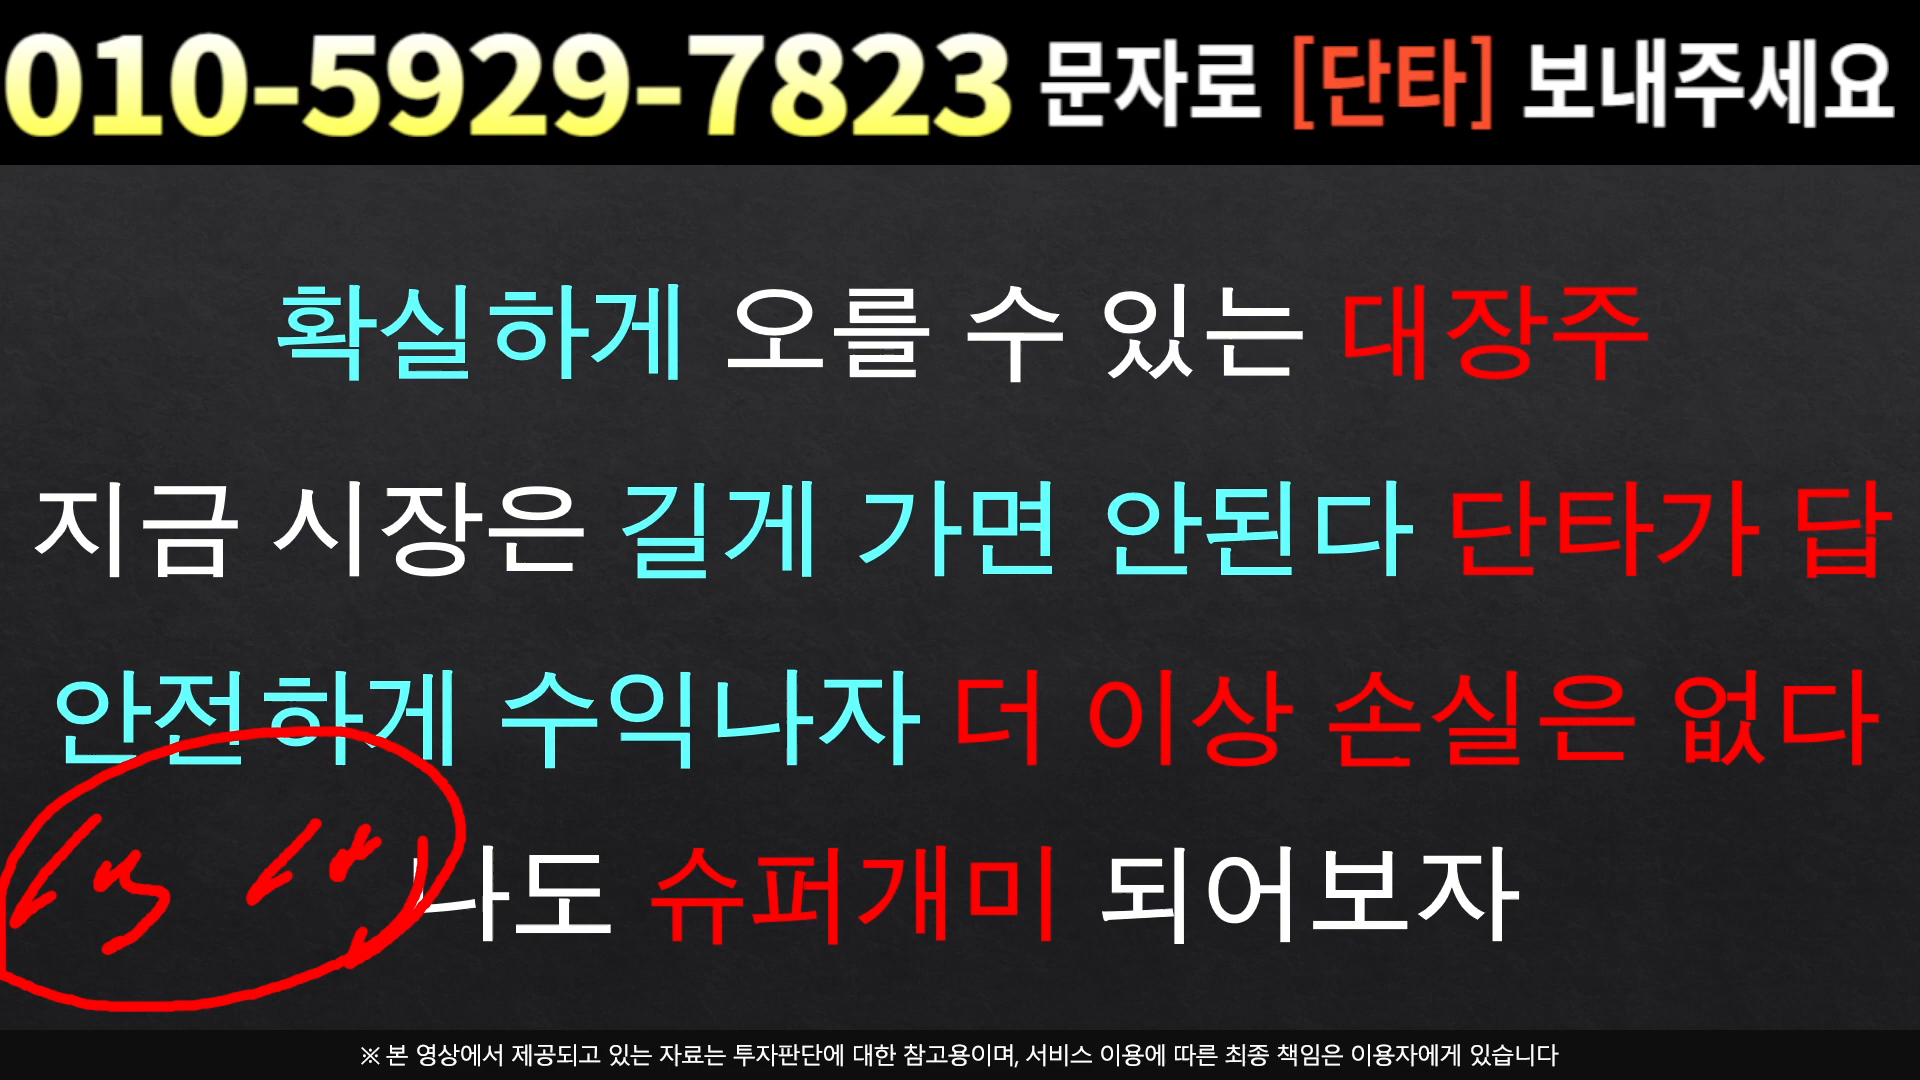 010-5929-7823 문자로 [단타] 보내주세요
확실하게 오를 수 있는 대장주
지금 시장은 길게 가면 안된다 단타가 답
안전하게 수익나자 더 이상 손실은 없다
나도 슈퍼개미 되어보자
※ 본 영상에서 제공되고 있는 자료는 투자판단에 대한 참고용이며, 서비스 이용에 따른 최종 책임은 이용자에게 있습니다